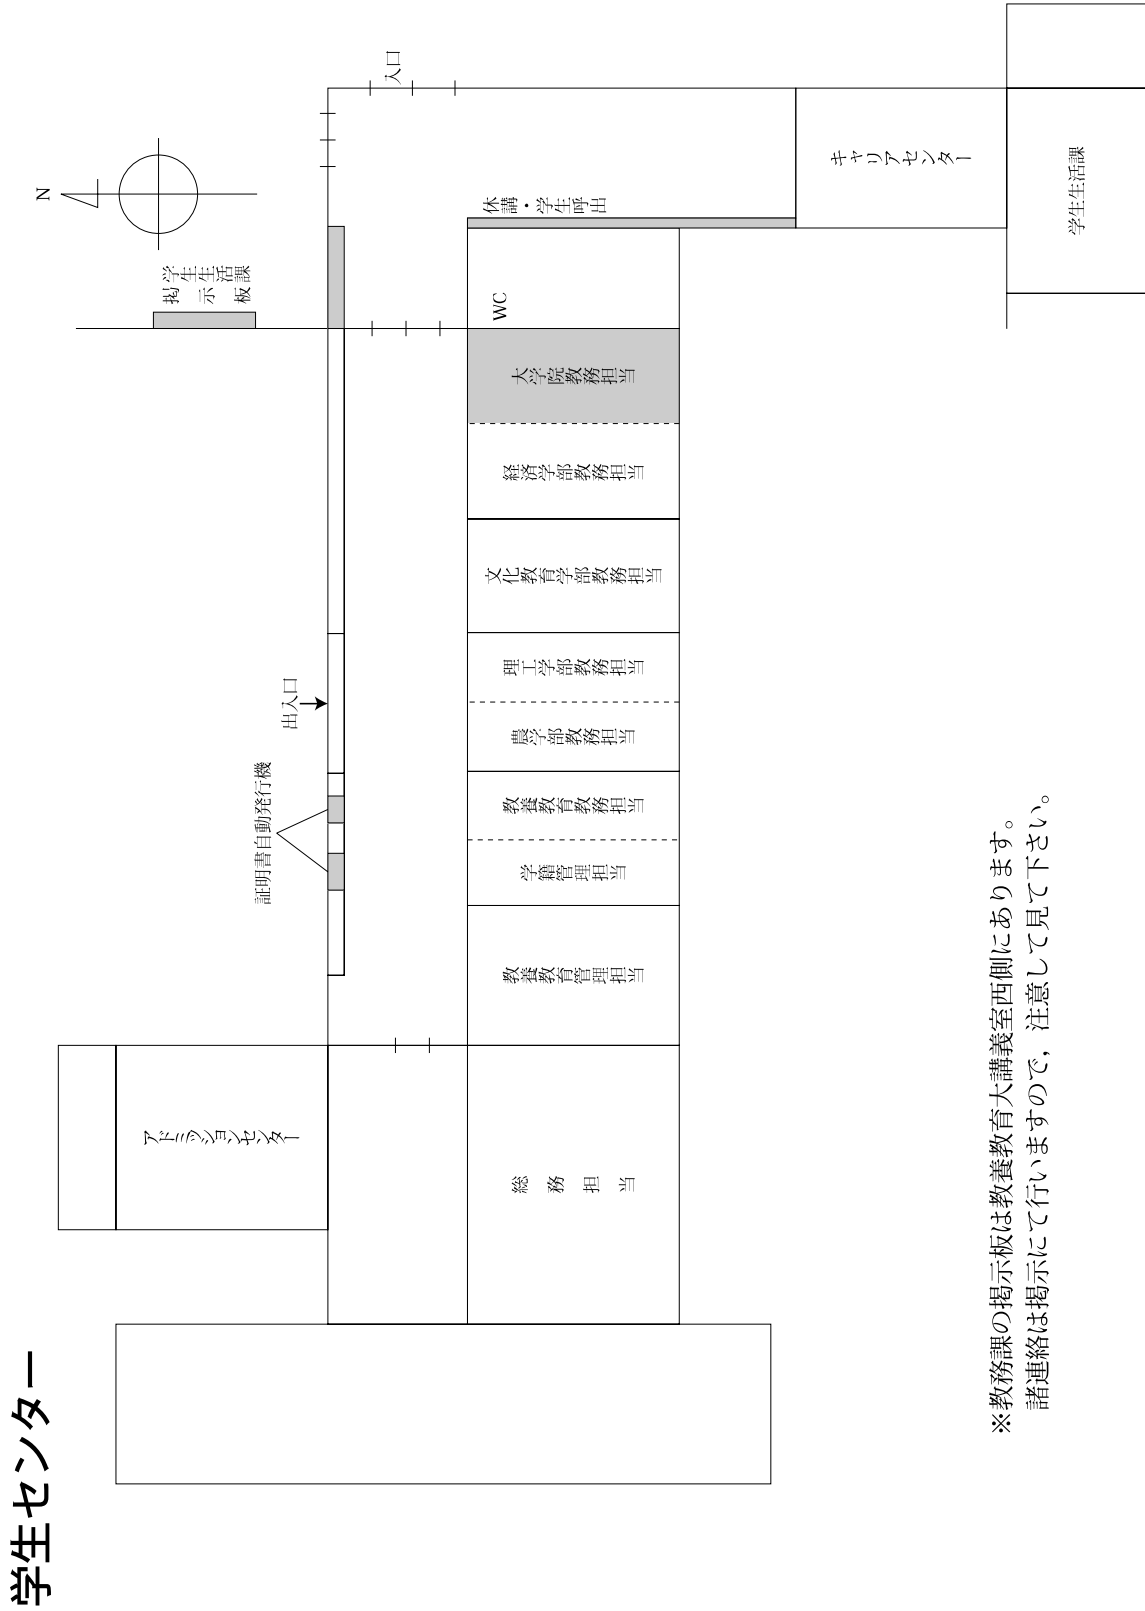 学生センター
N
学生生活課
掲示板
入口
休講・学生呼出
キャリアセンター
学生生活課
WC
大学院教務担当
経済学部教務担当
文化教育学部教務担当
理工学部教務担当
農学部教務担当
教養教育教務担当
学籍管理担当
教養教育管理担当
総務担当
出入口
証明書自動発行機
アドミッションセンター
※教務課の掲示板は教養教育大講義室西側にあります。
諸連絡は掲示にて行いますので，注意して見て下さい。